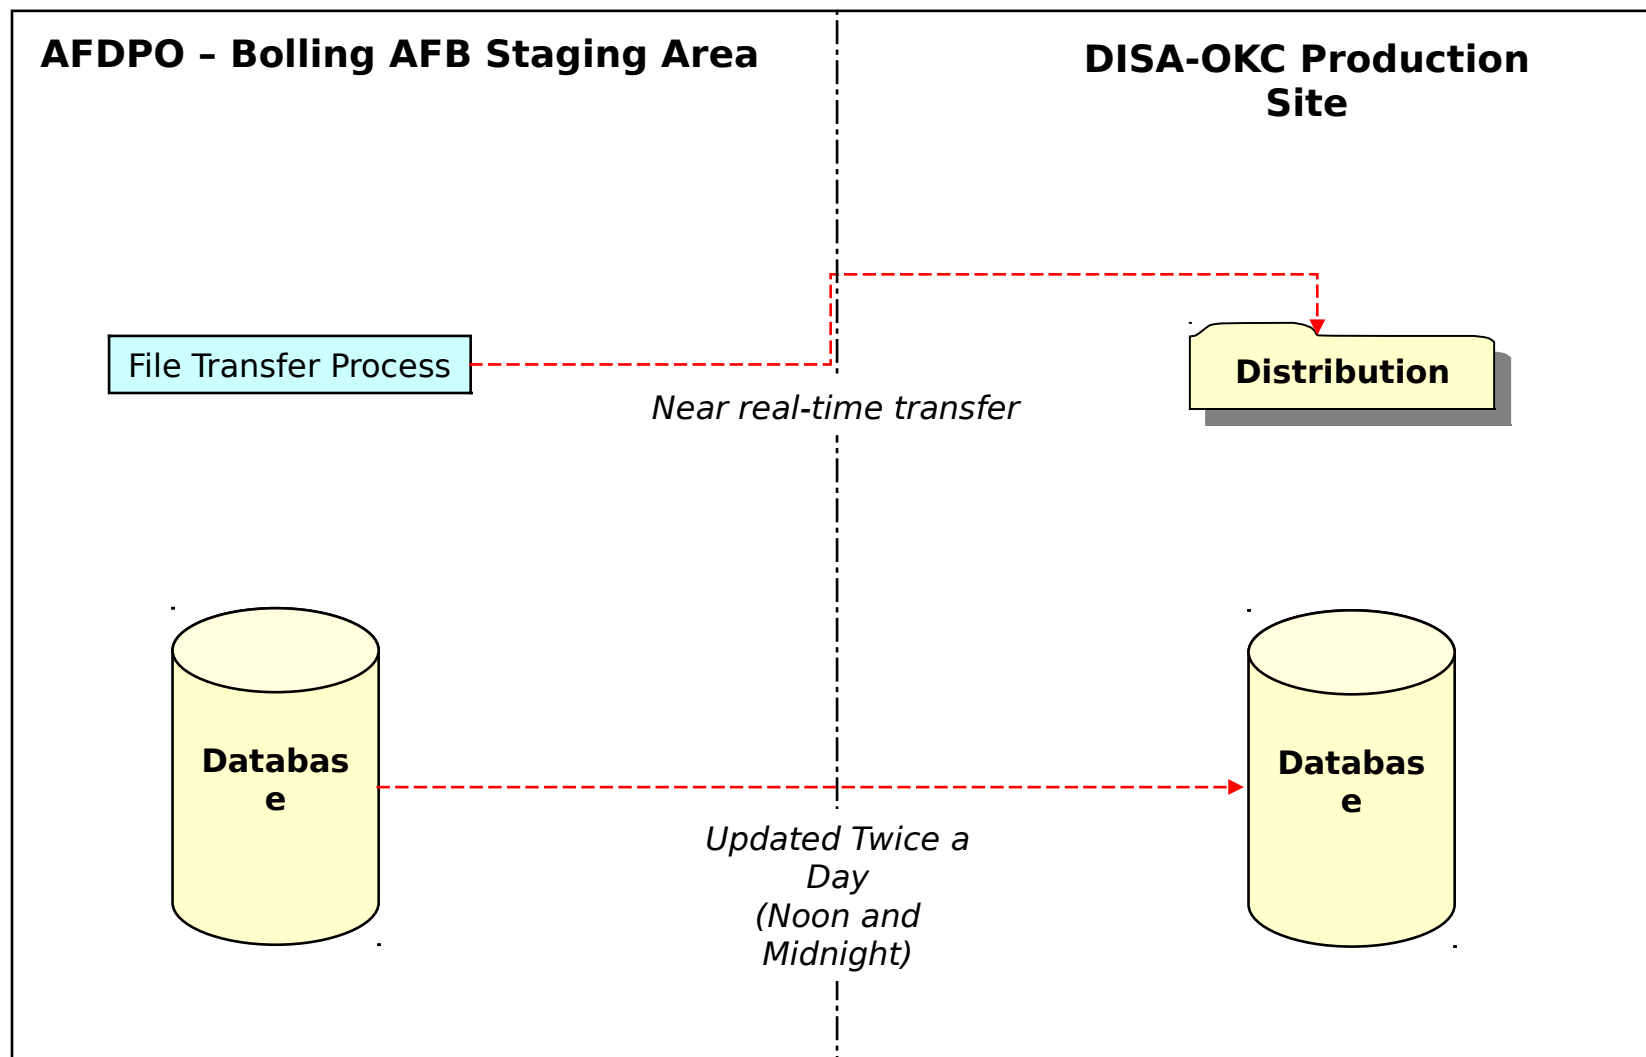 AFDPO – Bolling AFB Staging Area
DISA-OKC Production
Site
File Transfer Process
Distribution
Near real-time transfer
Databas
e
Databas
e
Updated Twice a
Day
(Noon and
Midnight)